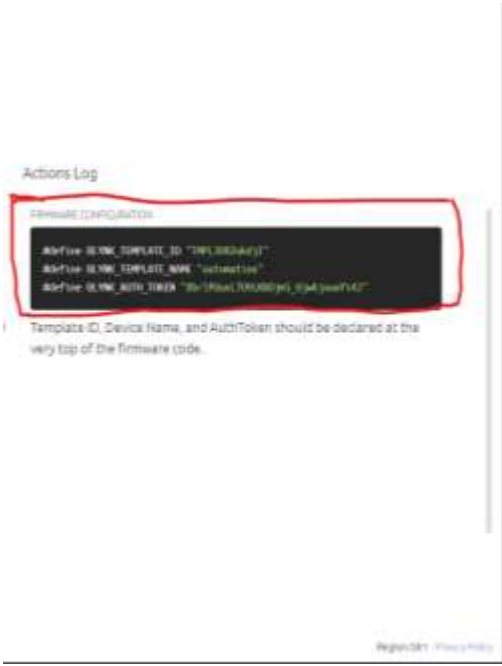 Actions Log
FIRMWARE CONFIGURATION
#define BLYNK_TEMPLATE_ID
#define BLYNK_TEMPLATE_NAME "automation"
#define BLYNK_AUTH_TOKEN
Template ID, Device Name, and AuthToken should be declared at the
very top of the firmware code.
Privacy Policy